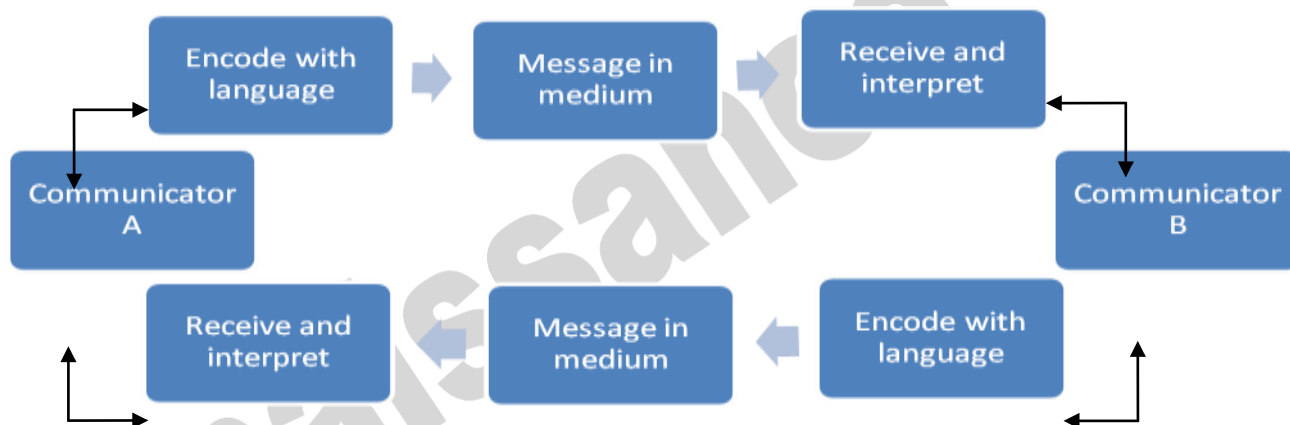 Encode with
language
Message in
medium
Receive and
interpret
Communicator
A
Communicator
B
Receive and
interpret
Message in
medium
Encode with
language